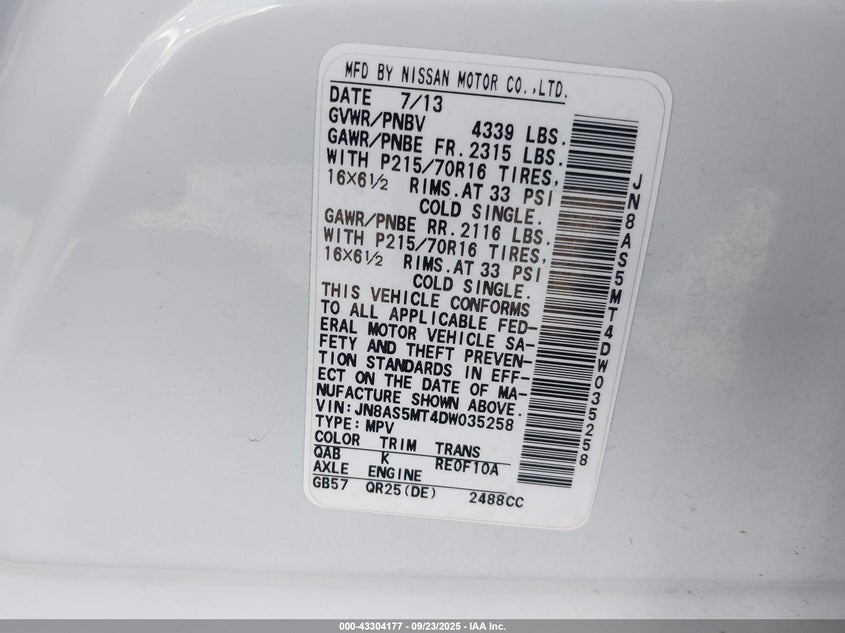 MFD BY NISSAN MOTOR CO.,LTD.
DATE 7/13
GVWR/PNBV 4339 LBS.
GAWR/PNBE FR. 2315 LBS.
WITH P215/70R16 TIRES,
16X6½ RIMS.AT 33 PSI
COLD SINGLE.
GAWR/PNBE RR. 2116 LBS.
WITH P215/70R16 TIRES,
16X6½ RIMS.AT 33 PSI
COLD SINGLE.
THIS VEHICLE CONFORMS
TO ALL APPLICABLE FED-
ERAL MOTOR VEHICLE SA-
FETY AND THEFT PREVEN-
TION STANDARDS IN EFF-
ECT ON THE DATE OF MA-
NUFACTURE SHOWN ABOVE.
VIN:JN8AS5MT4DW035258
TYPE:MPV
COLOR TRIM TRANS
QAB K RE0F10A
AXLE ENGINE
GB57 QR25(DE) 2488CC
JN8AS5MT4DW035258
000-43304177 - 09/23/2025 - IAA Inc.